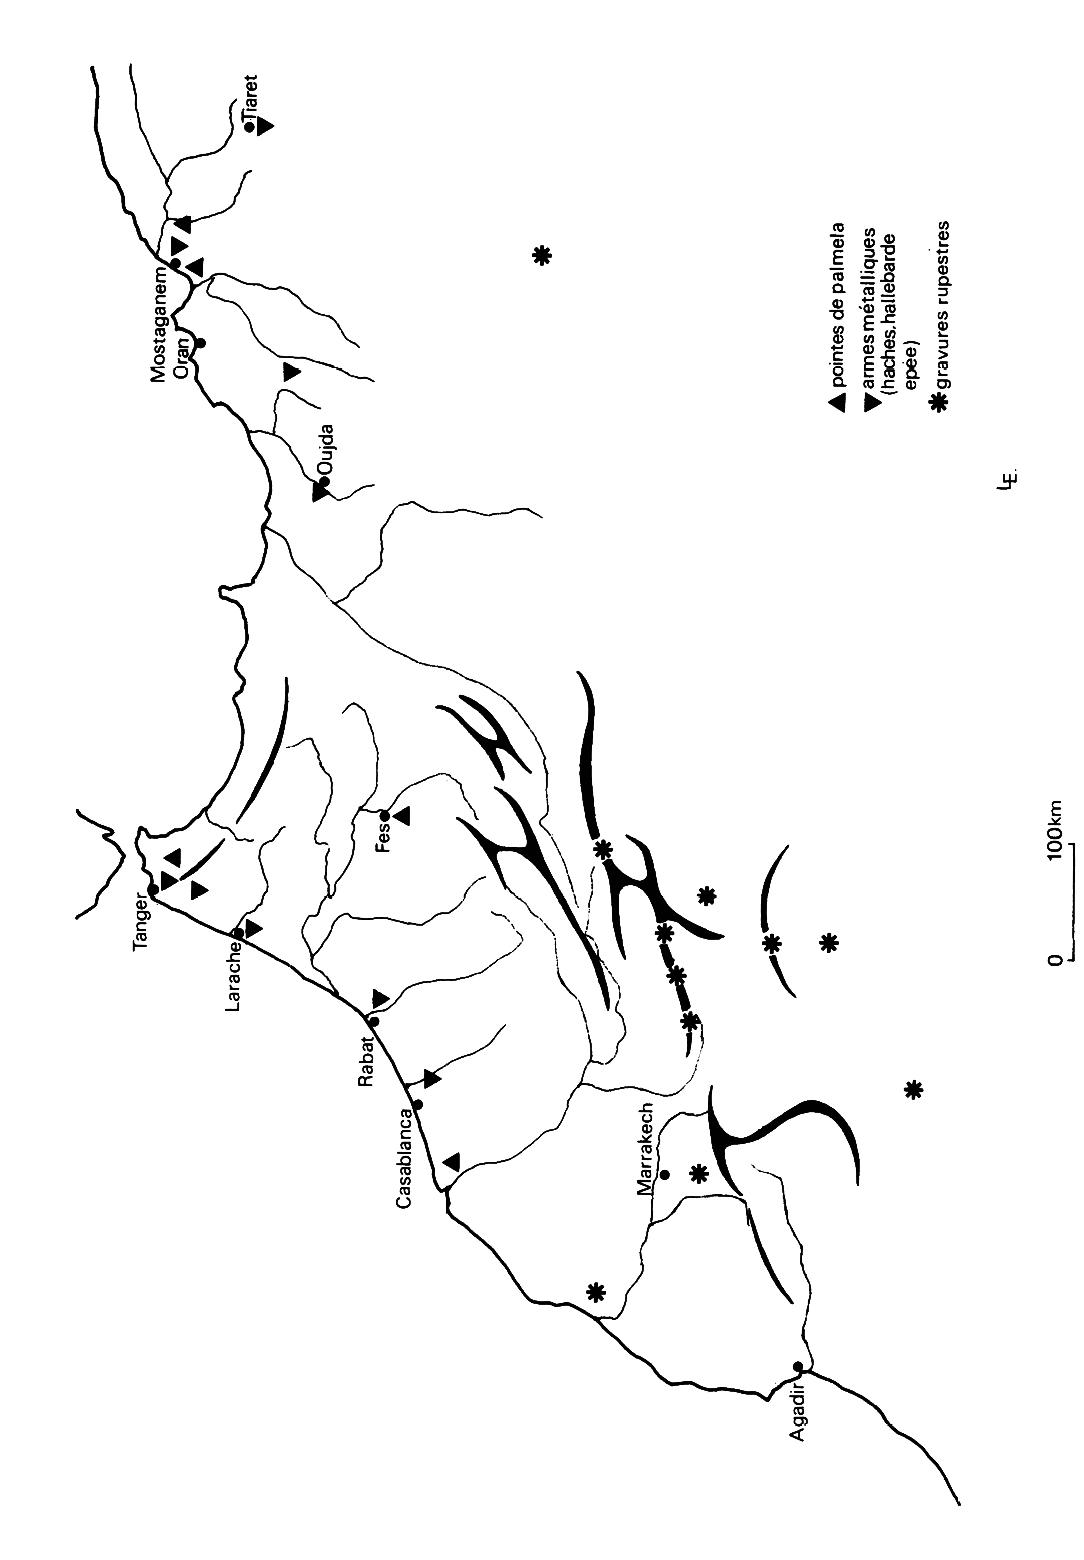 Tanger
Larache
Rabat
Casablanca
Marrakech
Agadir
Fes
Oujda
Oran
Mostaganem
Tiaret
pointes de palmela
armes métalliques
(haches.hallebarde
epée)
gravures rupestres
0 100km
LE.